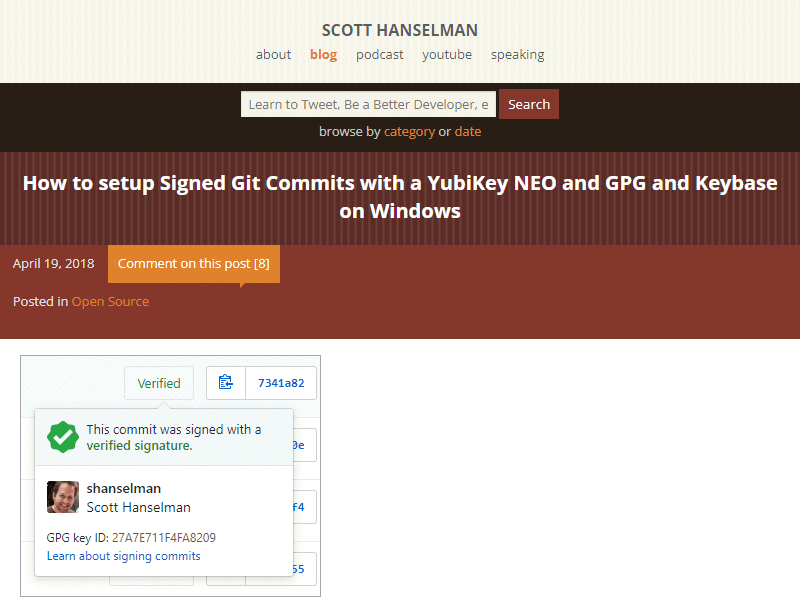 SCOTT HANSELMAN
about blog podcast youtube speaking
Learn to Tweet, Be a Better Developer, e Search
browse by category or date
How to setup Signed Git Commits with a YubiKey NEO and GPG and Keybase
on Windows
April 19, 2018 Comment on this post [8]
Posted in Open Source
Verified 7341a82
This commit was signed with a
verified signature.
0e
shanselman
Scott Hanselman
f4
GPG key ID: 27A7E711F4FA8209
Learn about signing commits
55